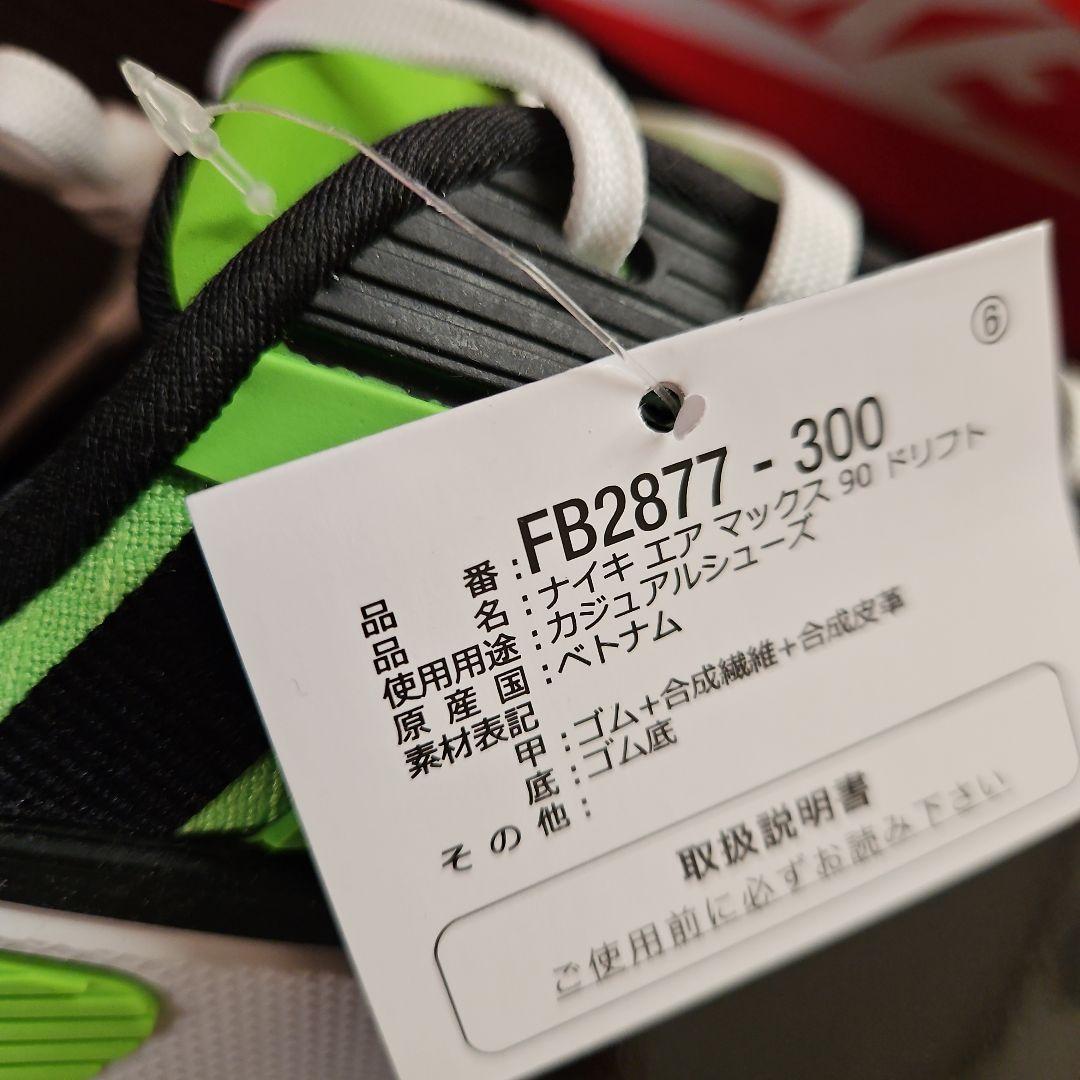 ⑥
品番:FB2877-300
品名:ナイキ エア マックス 90 ドリフト
使用用途:カジュアルシューズ
原産国:ベトナム
素材表記
甲:ゴム+合成繊維+合成皮革
底:ゴム底
その他:
取扱説明書
ご使用前に必ずお読み下さい